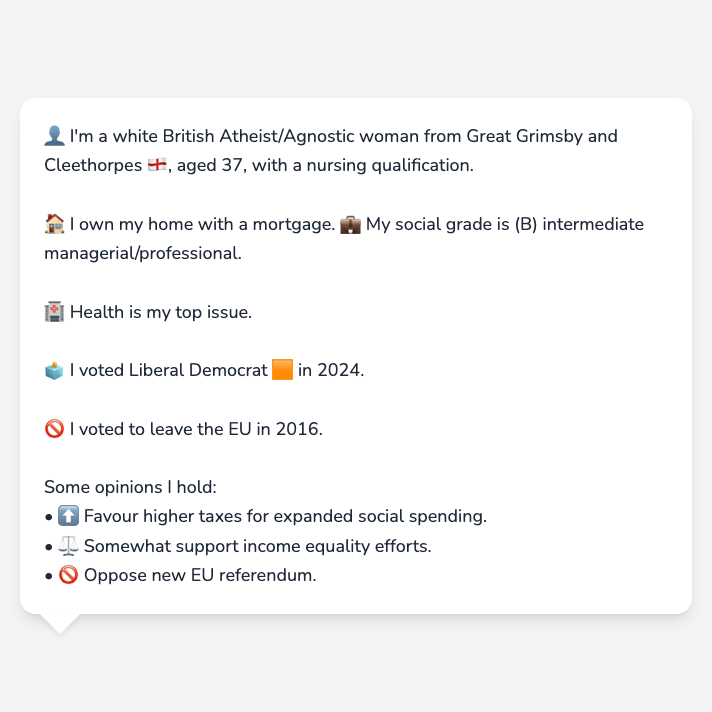 👤 I'm a white British Atheist/Agnostic woman from Great Grimsby and
Cleethorpes 🏴󠁧󠁢󠁥󠁮󠁧󠁿, aged 37, with a nursing qualification.
🏠 I own my home with a mortgage. 💼 My social grade is (B) intermediate
managerial/professional.
🏥 Health is my top issue.
🗳️ I voted Liberal Democrat 🟧 in 2024.
🚫 I voted to leave the EU in 2016.
Some opinions I hold:
• ⬆️ Favour higher taxes for expanded social spending.
• ⚖️ Somewhat support income equality efforts.
• 🚫 Oppose new EU referendum.